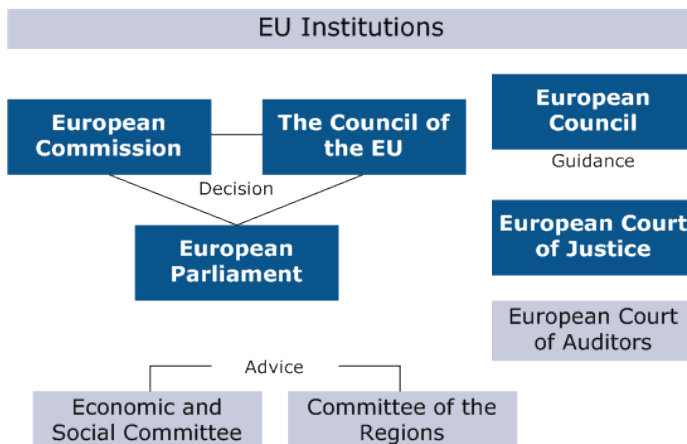 EU Institutions
European
Commission
The Council of
the EU
European
Council
Guidance
Decision
European
Parliament
European Court
of Justice
European Court
of Auditors
Advice
Economic and
Social Committee
Committee of the
Regions